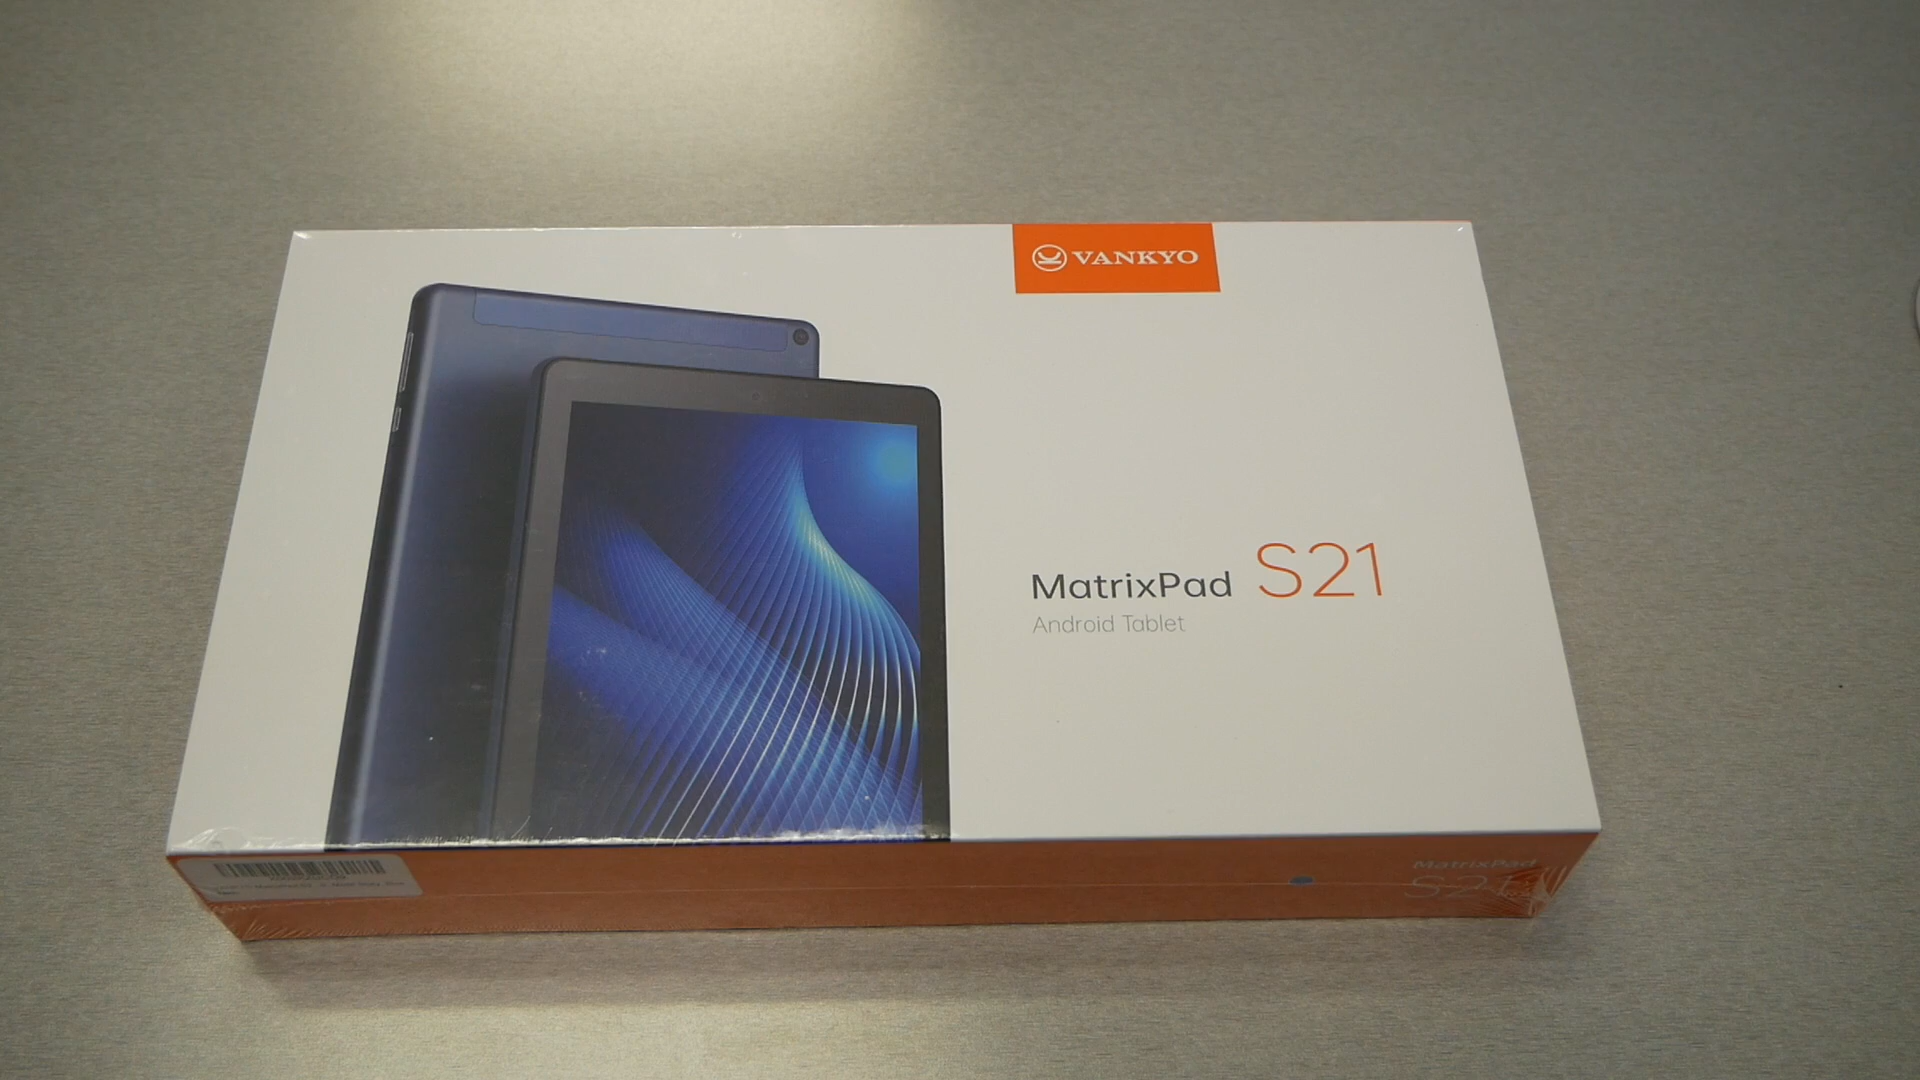 VANKYO
MatrixPad S21
Android Tablet
MatrixPad
S21